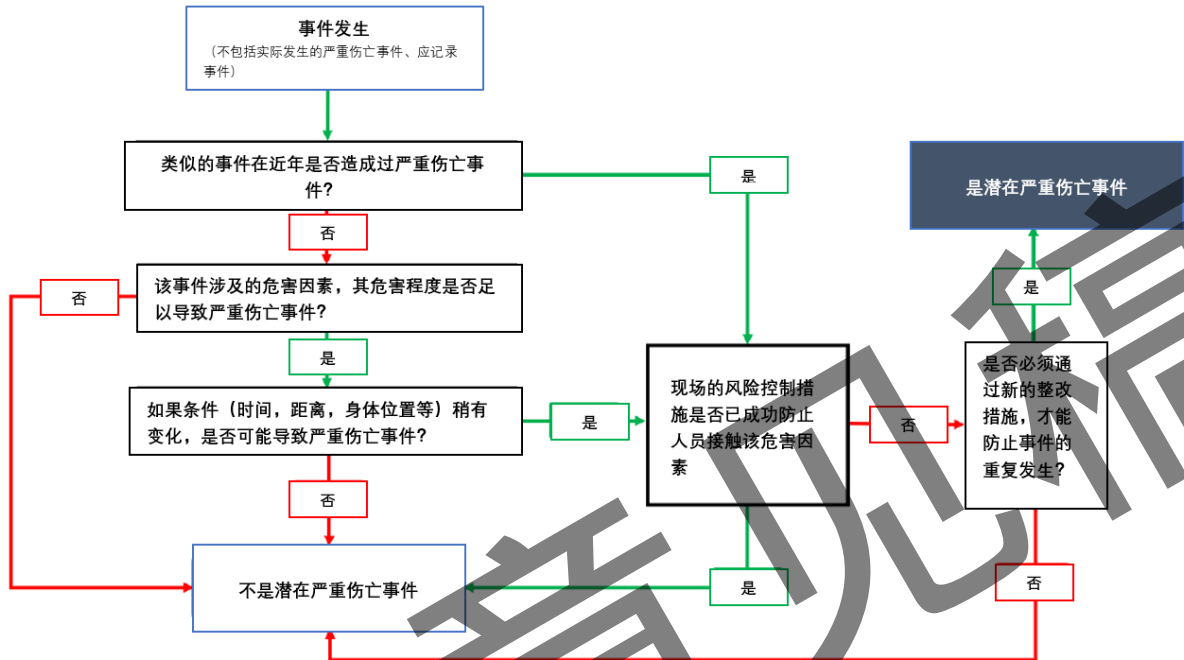 事件发生
（不包括实际发生的严重伤亡事件、应记录
事件）
类似的事件在近年是否造成过严重伤亡事
件？
是
是潜在严重伤亡事件
否
该事件涉及的危害因素，其危害程度是否足
以导致严重伤亡事件？
否
是
是
如果条件（时间，距离，身体位置等）稍有
变化，是否可能导致严重伤亡事件？
是
现场的风险控制措
施是否已成功防止
人员接触该危害因
素
否
是否必须通
过新的整改
措施，才能
防止事件的
重复发生？
否
不是潜在严重伤亡事件
是
否
意见稿